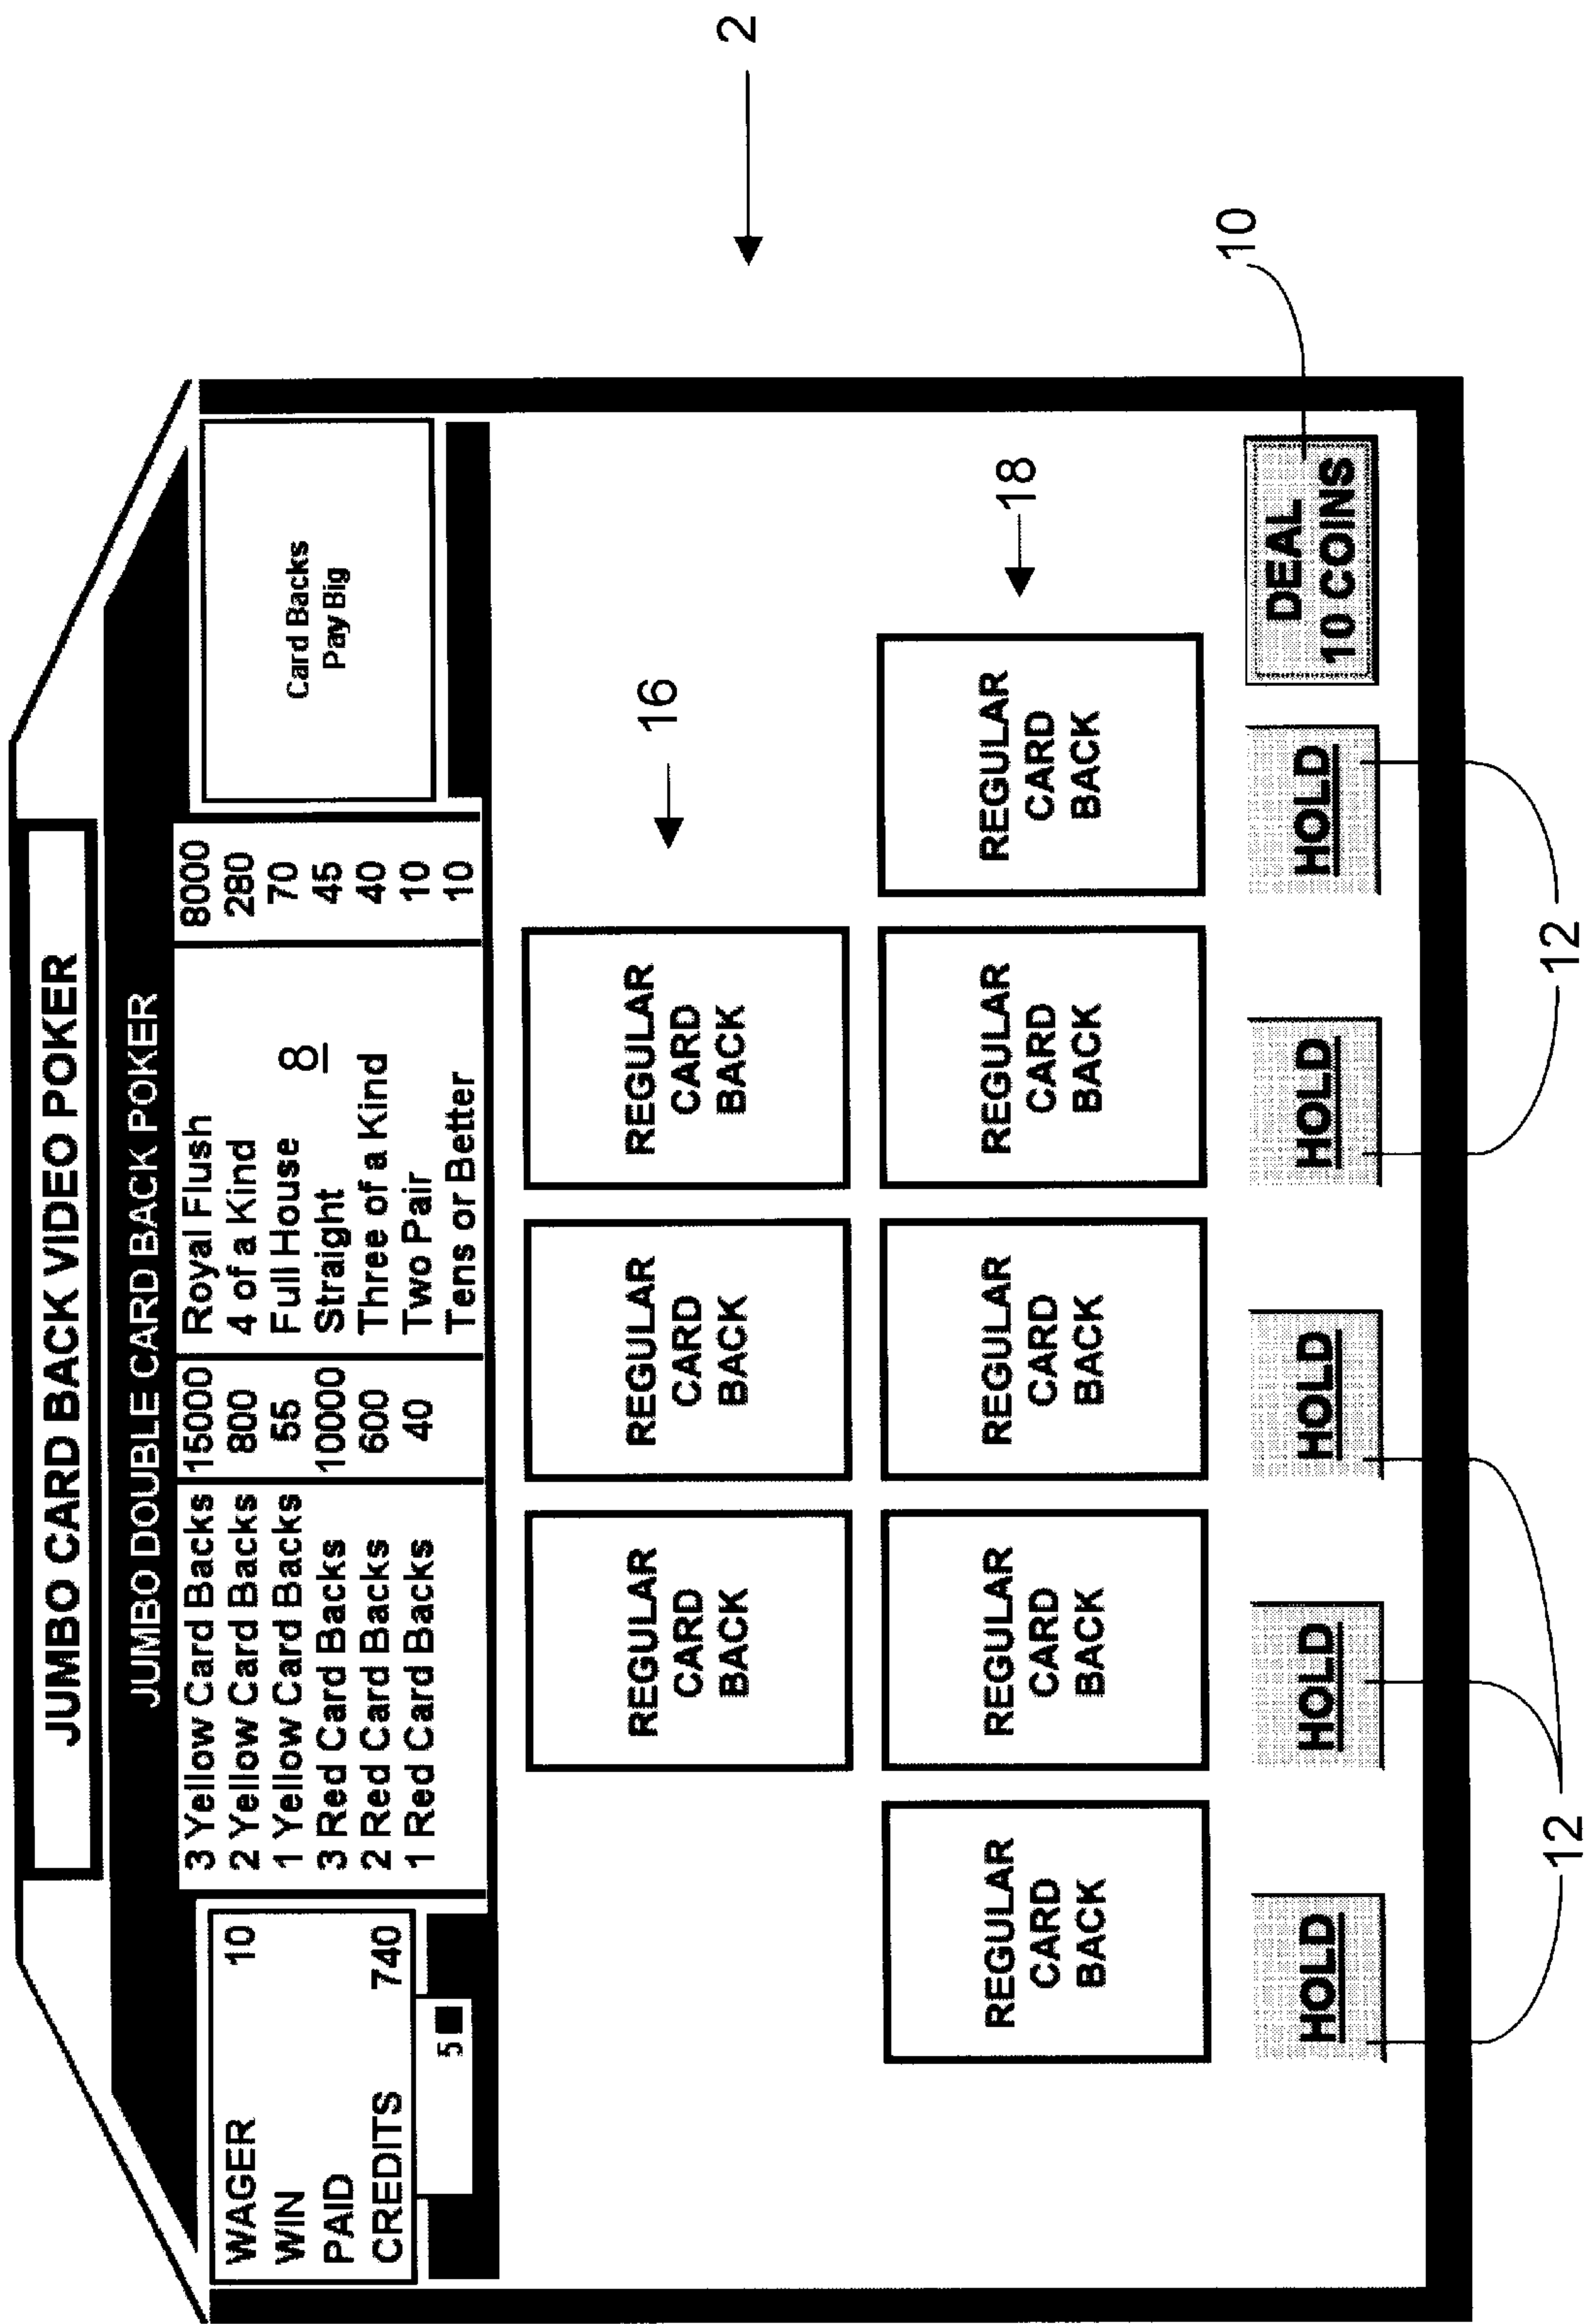 JUMBO CARD BACK VIDEO POKER
JUMBO DOUBLE CARD BACK POKER
WAGER 10
WIN
PAID
CREDITS 740
5
3 Yellow Card Backs 15000
2 Yellow Card Backs 800
1 Yellow Card Backs 55
3 Red Card Backs 10000
2 Red Card Backs 600
1 Red Card Backs 40
Royal Flush 8000
4 of a Kind 280
Full House 70
Straight 45
Three of a Kind 40
Two Pair 10
Tens or Better 10
8
Card Backs
Pay Big
2
16
REGULAR
CARD
BACK
REGULAR
CARD
BACK
REGULAR
CARD
BACK
18
REGULAR
CARD
BACK
REGULAR
CARD
BACK
REGULAR
CARD
BACK
REGULAR
CARD
BACK
REGULAR
CARD
BACK
HOLD
HOLD
HOLD
HOLD
HOLD
DEAL
10 COINS
10
12
12